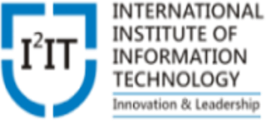 I²IT
INTERNATIONAL
INSTITUTE OF
INFORMATION
TECHNOLOGY
Innovation & Leadership